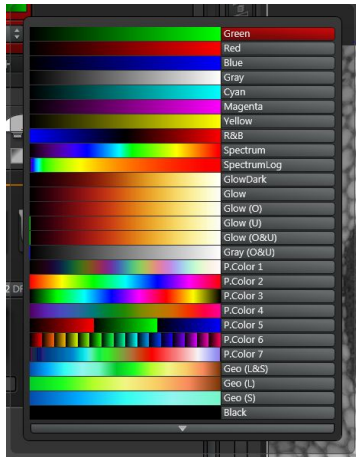 Green
Red
Blue
Gray
Cyan
Magenta
Yellow
R&B
Spectrum
SpectrumLog
GlowDark
Glow
Glow (O)
Glow (U)
Glow (O&U)
Gray (O&U)
P.Color 1
P.Color 2
P.Color 3
P.Color 4
P.Color 5
P.Color 6
P.Color 7
Geo (L&S)
Geo (L)
Geo (S)
Black